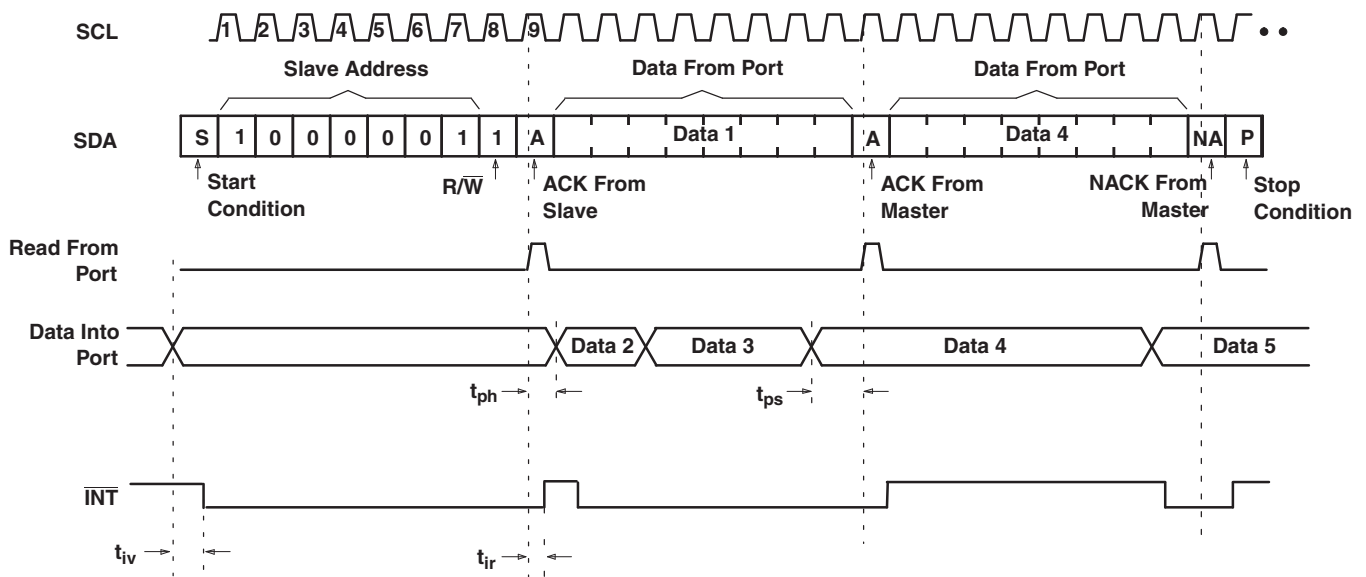 SCL 1 2 3 4 5 6 7 8 9
Slave Address Data From Port Data From Port
SDA S 1 0 0 0 0 0 1 1 A Data 1 A Data 4 NA P
Start
Condition
R/W̅
ACK From
Slave
ACK From
Master
NACK From
Master
Stop
Condition
Read From
Port
Data Into
Port
Data 2 Data 3 Data 4 Data 5
tph tps
I̅N̅T̅
tiv tir